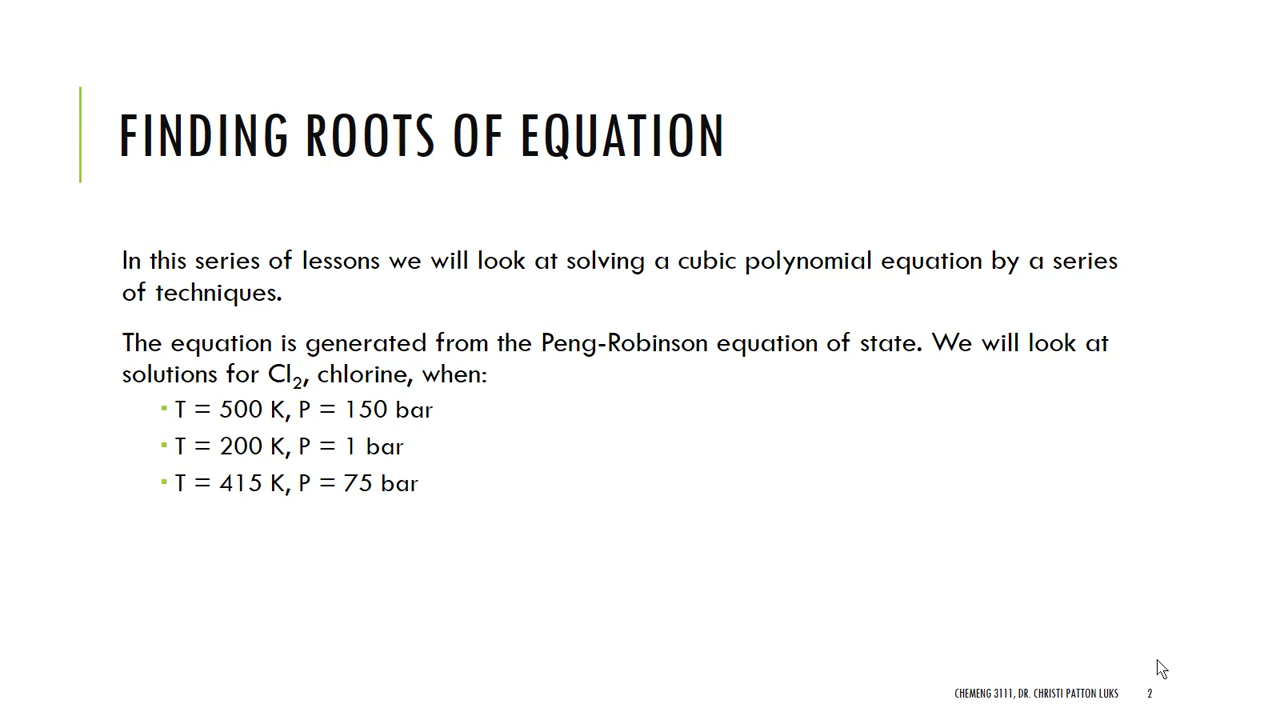 FINDING ROOTS OF EQUATION
In this series of lessons we will look at solving a cubic polynomial equation by a series
of techniques.
The equation is generated from the Peng-Robinson equation of state. We will look at
solutions for Cl₂, chlorine, when:
▪ T = 500 K, P = 150 bar
▪ T = 200 K, P = 1 bar
▪ T = 415 K, P = 75 bar
CHEMENG 3111, DR. CHRISTI PATTON LUKS 2